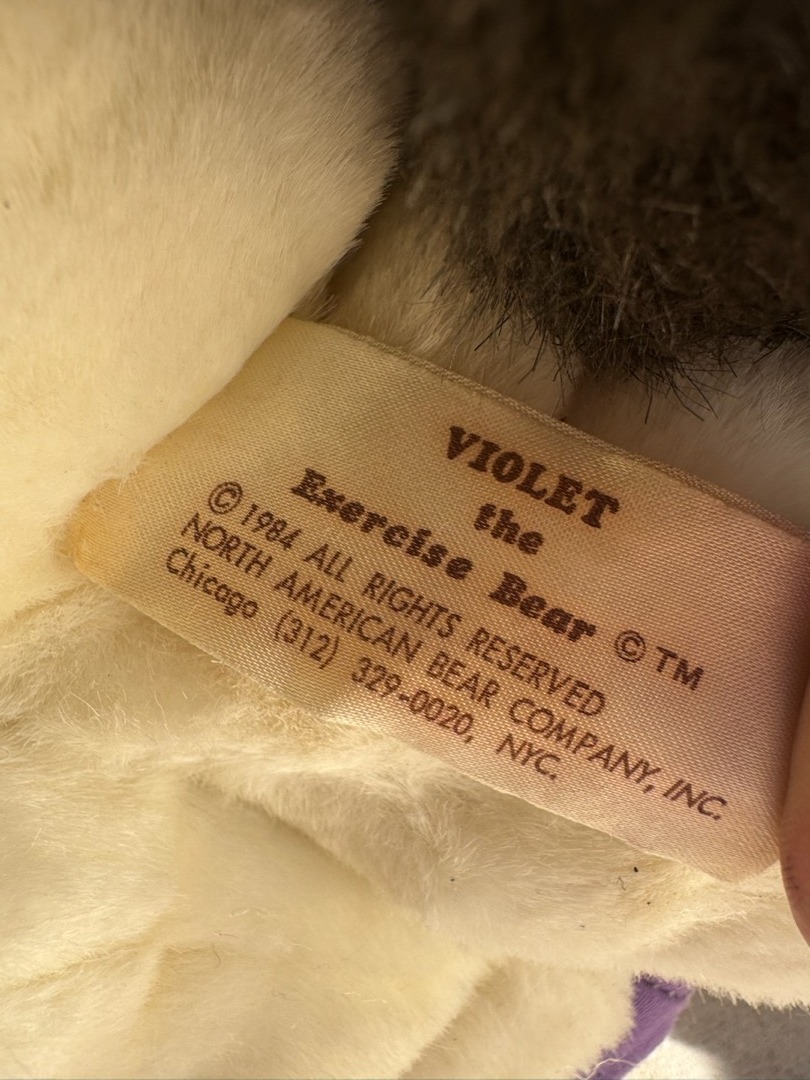 VIOLET
the
Exercise Bear © TM
© 1984 ALL RIGHTS RESERVED
NORTH AMERICAN BEAR COMPANY, INC.
Chicago (312) 329-0020, NYC.